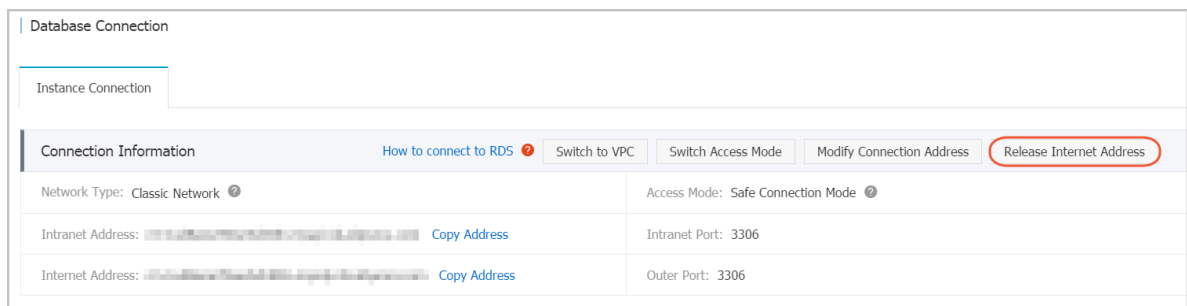 Database Connection
Instance Connection
Connection Information How to connect to RDS ? Switch to VPC Switch Access Mode Modify Connection Address Release Internet Address
Network Type: Classic Network ? Access Mode: Safe Connection Mode ?
Intranet Address: Copy Address Intranet Port: 3306
Internet Address: Copy Address Outer Port: 3306